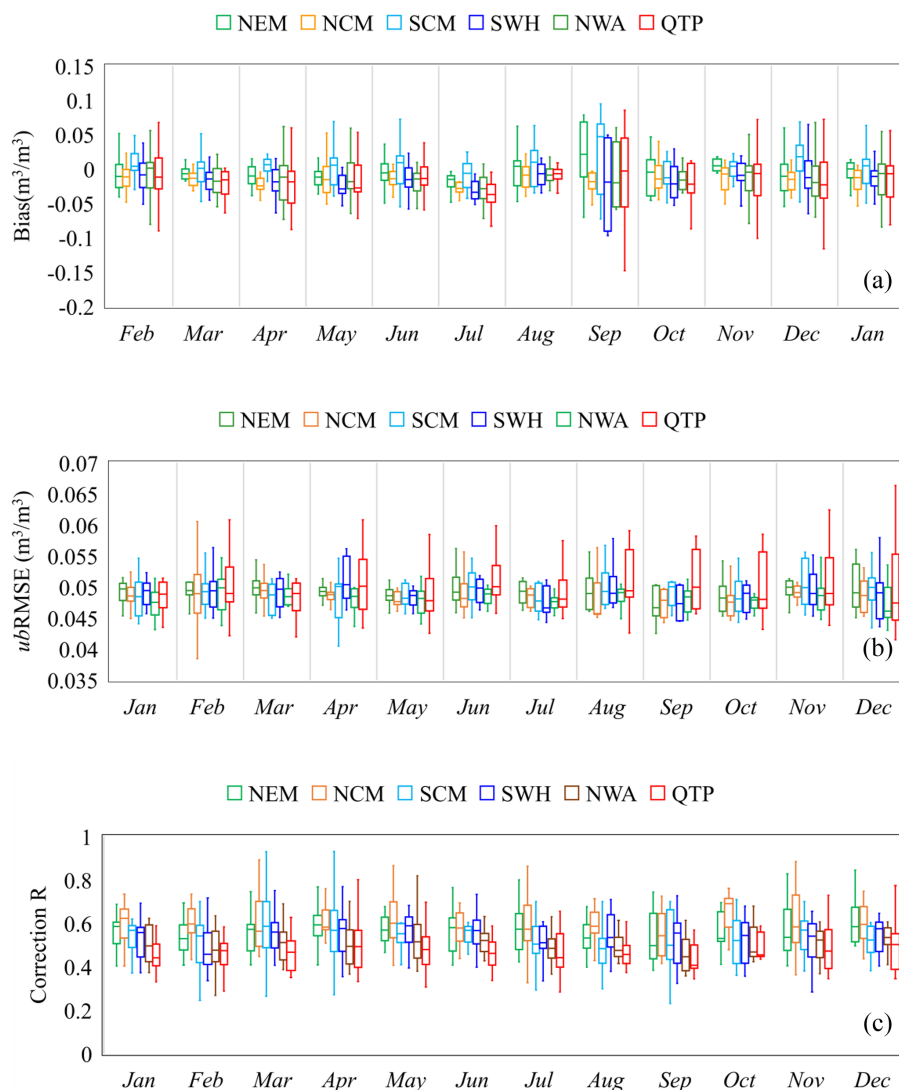 NEM NCM SCM SWH NWA QTP
Bias(m³/m³)
0.15
0.1
0.05
0
-0.05
-0.1
-0.15
-0.2
(a)
Feb Mar Apr May Jun Jul Aug Sep Oct Nov Dec Jan
NEM NCM SCM SWH NWA QTP
ubRMSE (m³/m³)
0.07
0.065
0.06
0.055
0.05
0.045
0.04
0.035
(b)
Jan Feb Mar Apr May Jun Jul Aug Sep Oct Nov Dec
NEM NCM SCM SWH NWA QTP
Correction R
1
0.8
0.6
0.4
0.2
0
(c)
Jan Feb Mar Apr May Jun Jul Aug Sep Oct Nov Dec